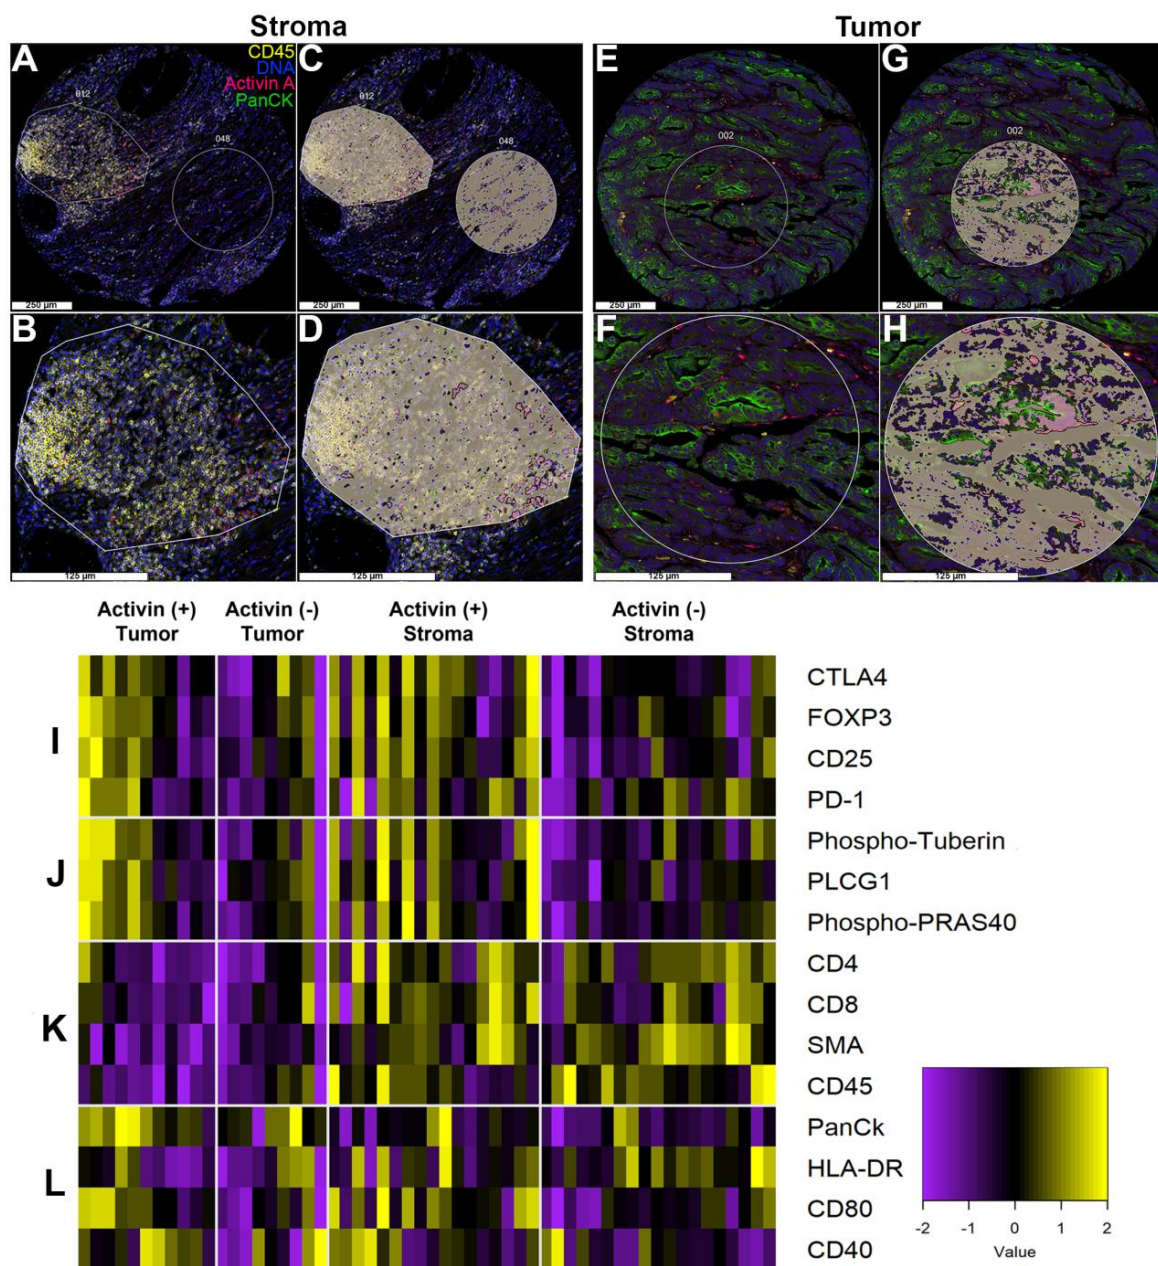 Stroma
Tumor
A
CD45
DNA
Activin A
PanCK
012
048
250 µm
C
012
048
250 µm
E
002
250 µm
G
002
250 µm
B
125 µm
D
125 µm
F
125 µm
H
125 µm
Activin (+)
Tumor
Activin (-)
Tumor
Activin (+)
Stroma
Activin (-)
Stroma
I
CTLA4
FOXP3
CD25
PD-1
J
Phospho-Tuberin
PLCG1
Phospho-PRAS40
K
CD4
CD8
SMA
CD45
L
PanCk
HLA-DR
CD80
CD40
-2 -1 0 1 2
Value